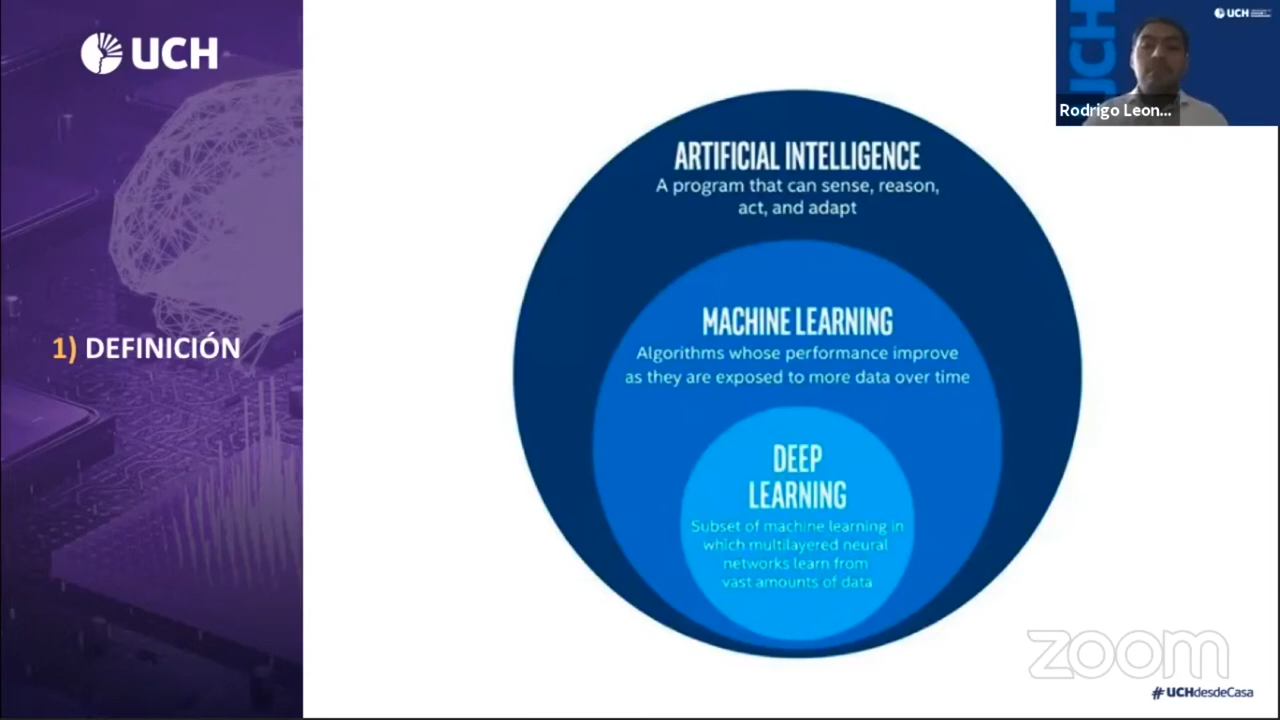 UCH
1) DEFINICIÓN
ARTIFICIAL INTELLIGENCE
A program that can sense, reason,
act, and adapt
MACHINE LEARNING
Algorithms whose performance improve
as they are exposed to more data over time
DEEP
LEARNING
Subset of machine learning in
which multilayered neural
networks learn from
vast amounts of data
UCH
UCH
Rodrigo Leon...
zoom
#UCHdesdeCasa